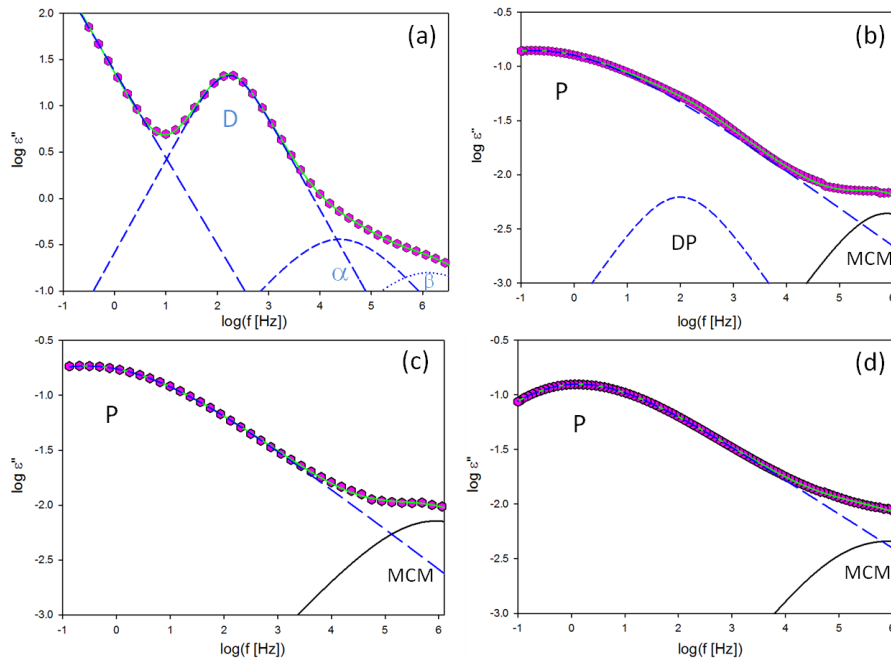 (a)
2.0
1.5
1.0
0.5
0.0
-0.5
-1.0
log ε"
D
α
β
-1 0 1 2 3 4 5 6
log(f [Hz])
(b)
-0.5
-1.0
-1.5
-2.0
-2.5
-3.0
log ε"
P
DP
MCM
-1 0 1 2 3 4 5 6
log(f [Hz])
(c)
-0.5
-1.0
-1.5
-2.0
-2.5
-3.0
log ε"
P
MCM
-1 0 1 2 3 4 5 6
log(f [Hz])
(d)
-0.5
-1.0
-1.5
-2.0
-2.5
-3.0
log ε"
P
MCM
-1 0 1 2 3 4 5 6
log(f [Hz])